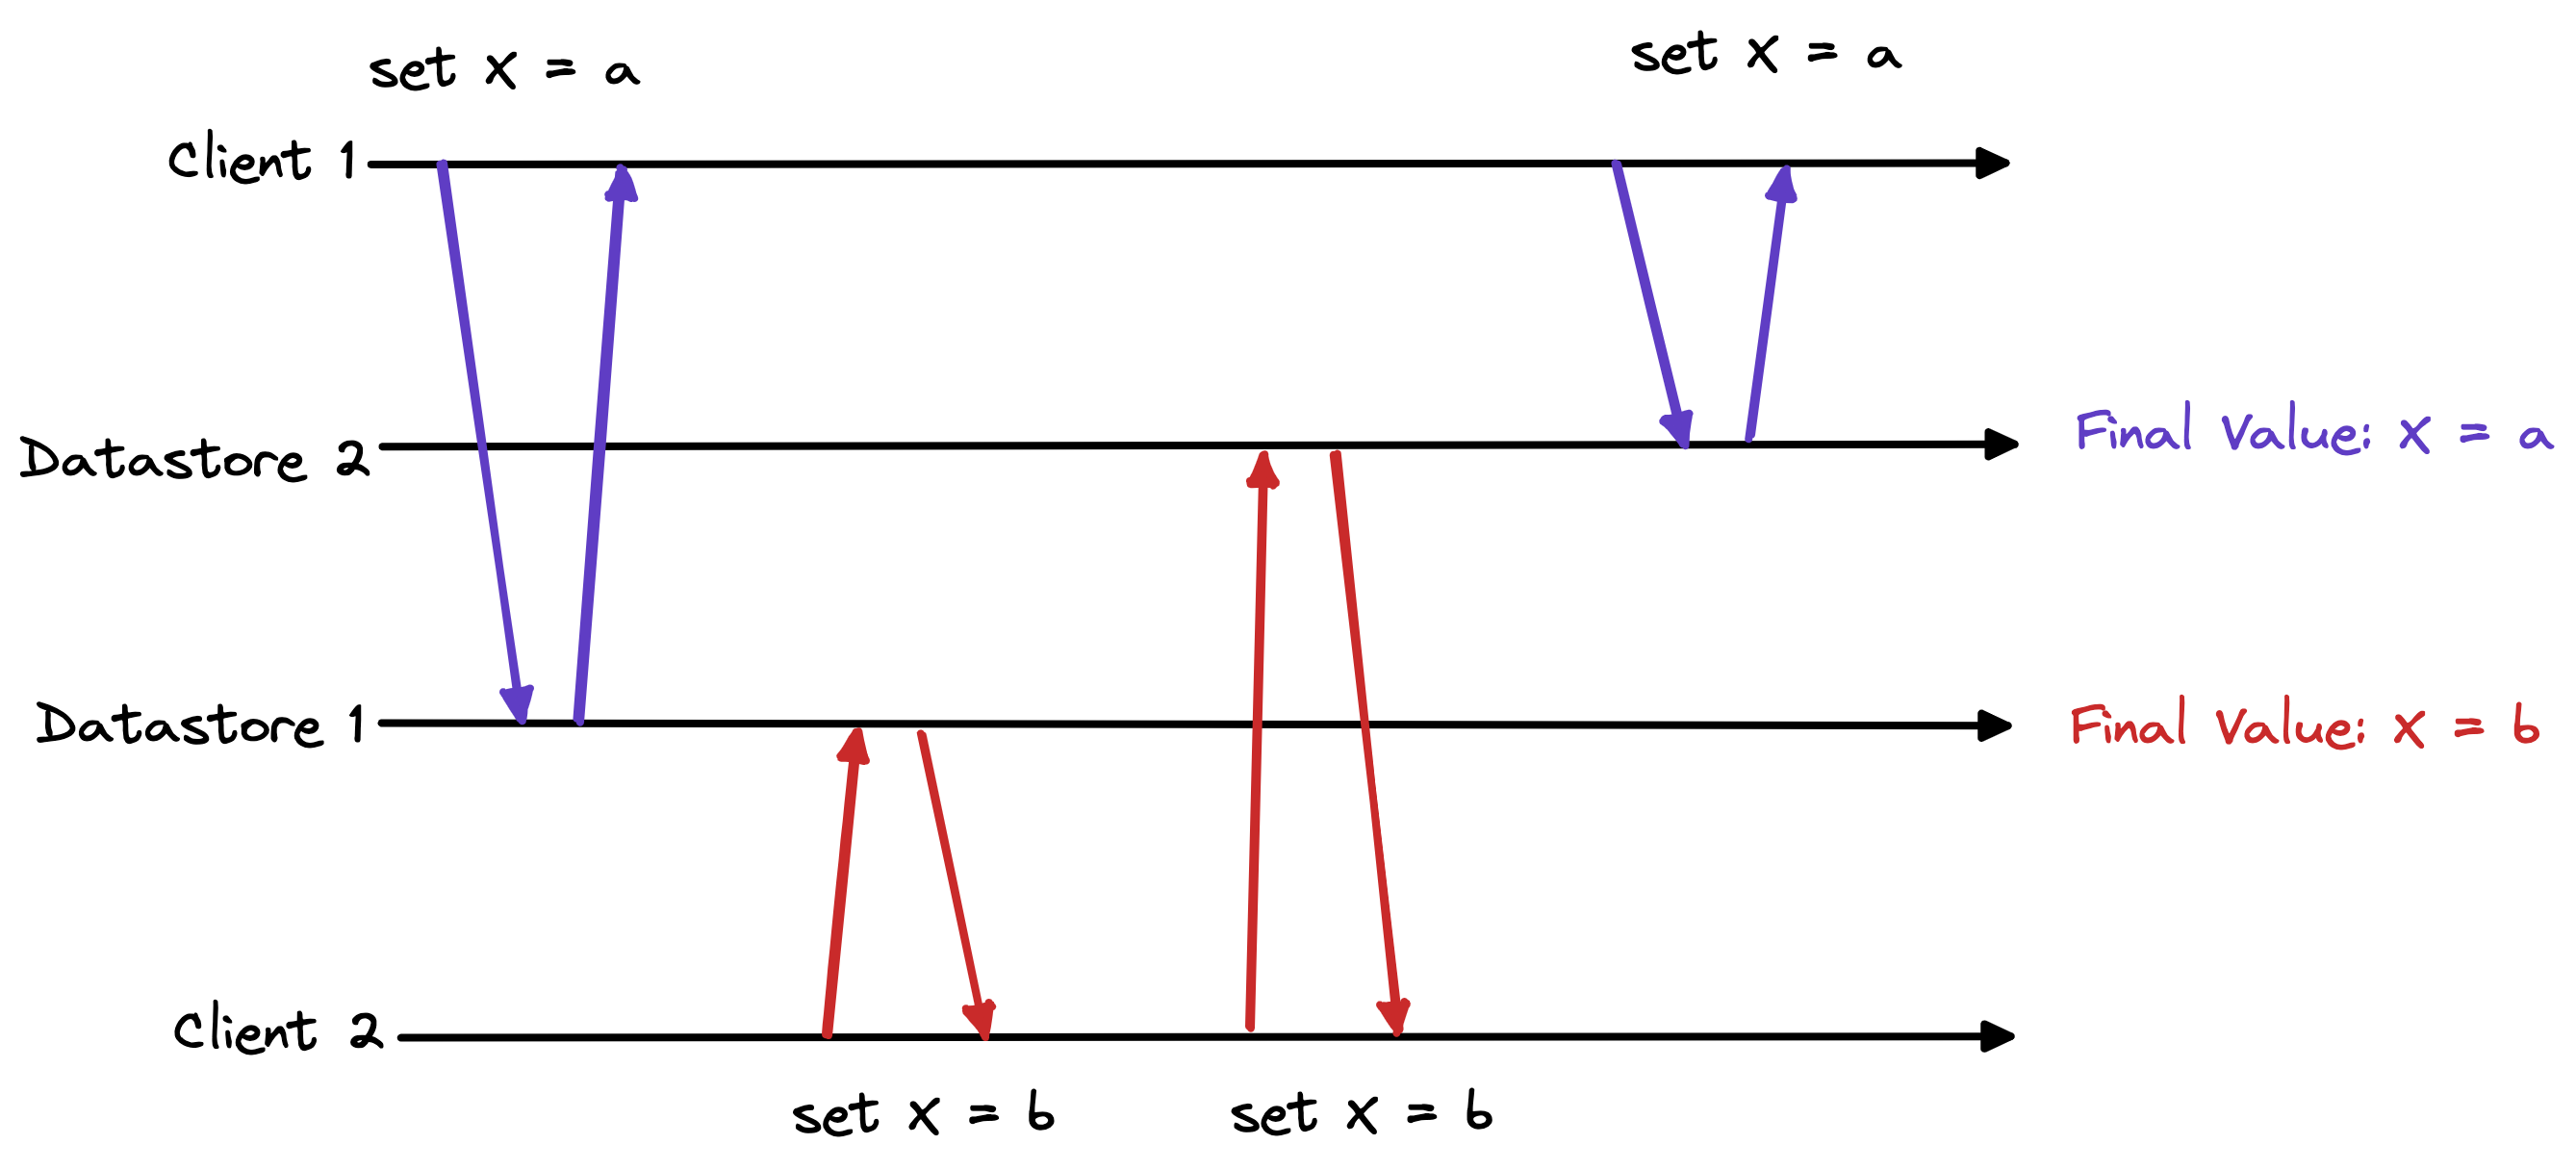 set x = a
set x = a
Client 1
Datastore 2
Final Value: x = a
Datastore 1
Final Value: x = b
Client 2
set x = b
set x = b